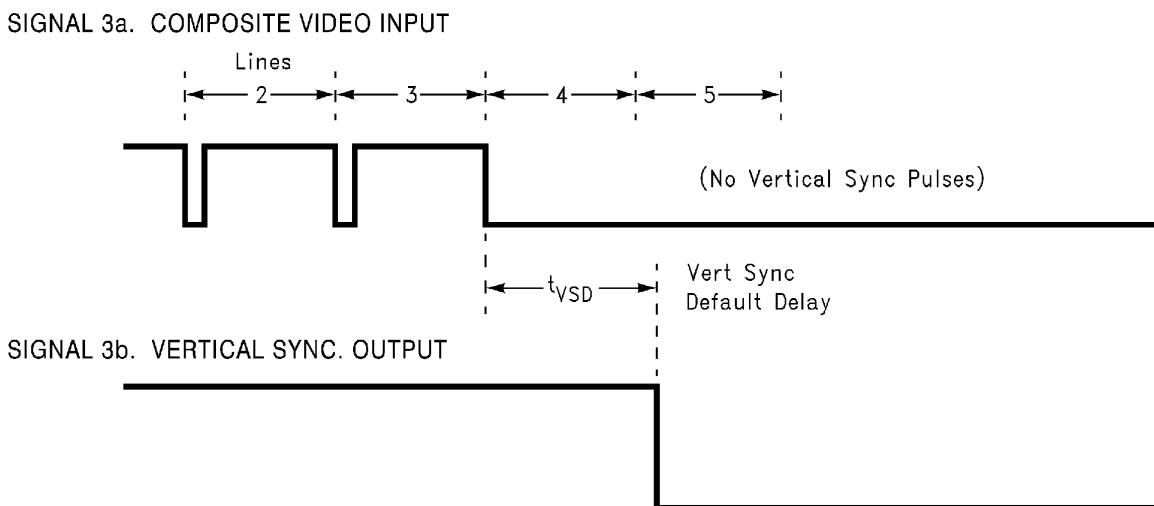 SIGNAL 3a. COMPOSITE VIDEO INPUT
Lines
2 3 4 5
(No Vertical Sync Pulses)
tVSD
Vert Sync
Default Delay
SIGNAL 3b. VERTICAL SYNC. OUTPUT